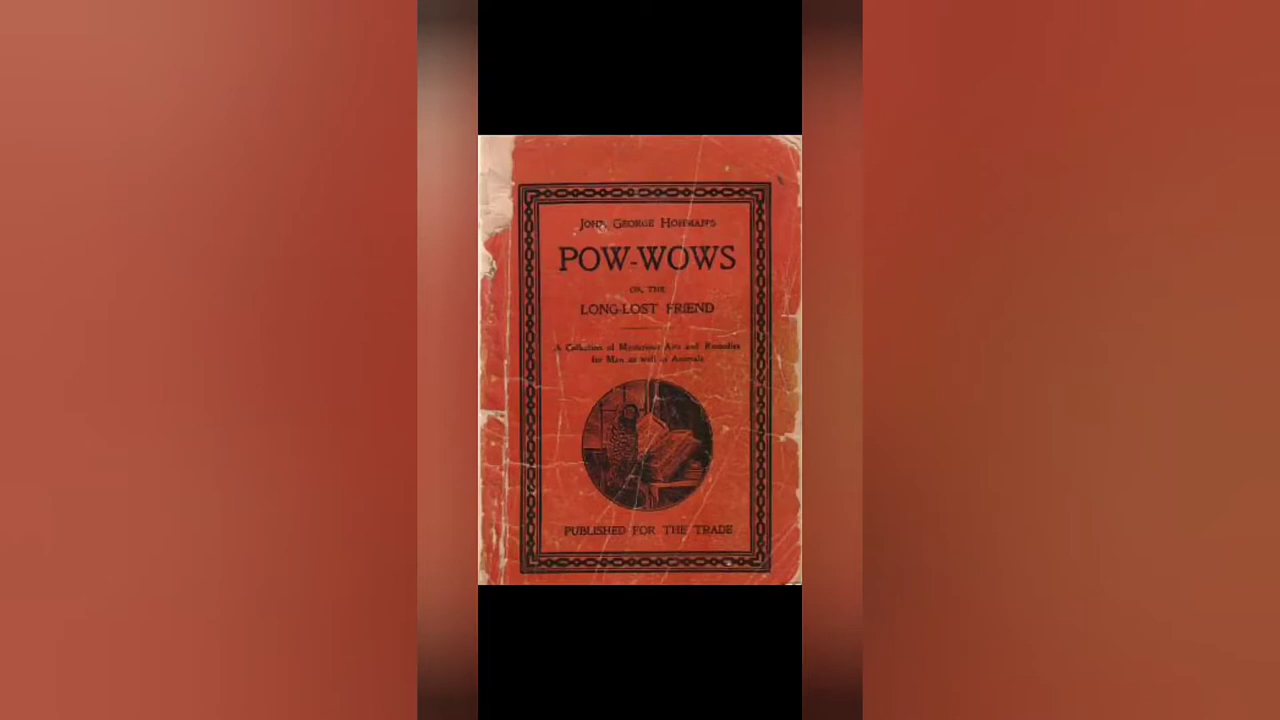 JOHN GEORGE HOHMAN'S
POW-WOWS
OR, THE
LONG-LOST FRIEND
A Collection of Mysterious Arts and Remedies
for Man as well as Animals
PUBLISHED FOR THE TRADE